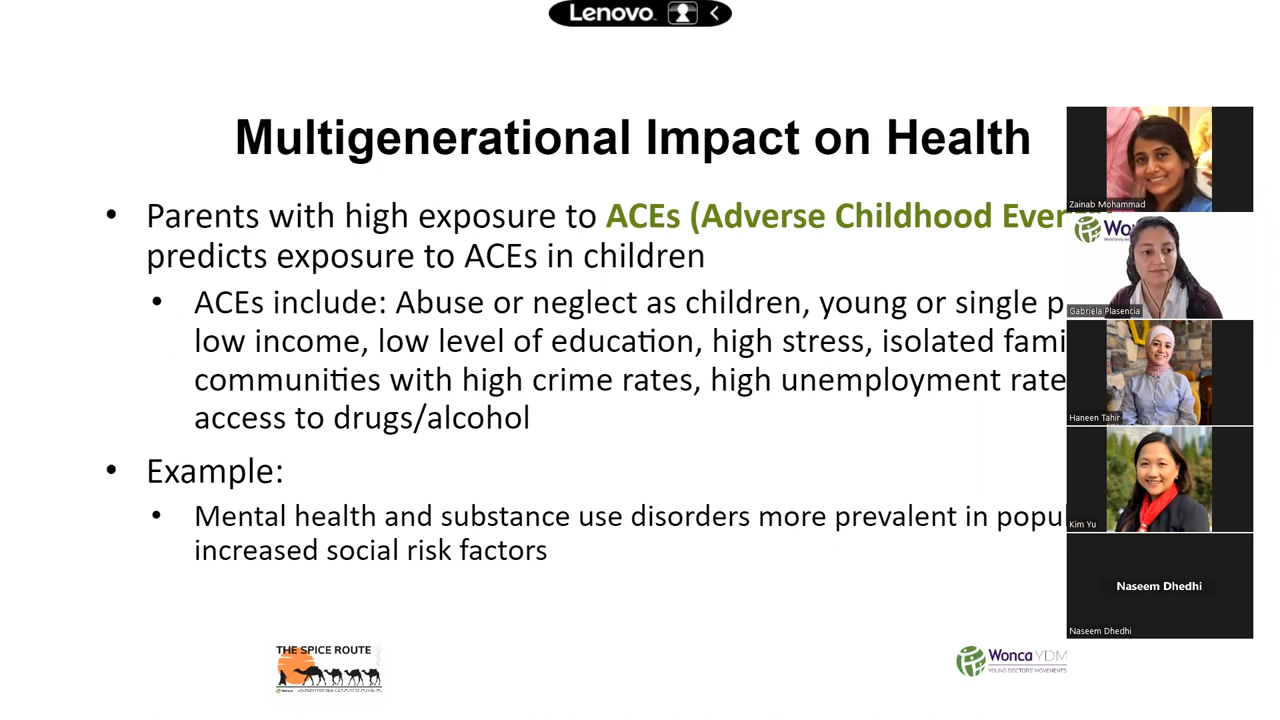 Lenovo
Multigenerational Impact on Health
• Parents with high exposure to ACEs (Adverse Childhood
predicts exposure to ACEs in children
• ACEs include: Abuse or neglect as children, young or single
low income, low level of education, high stress, isolated
communities with high crime rates, high unemployment
access to drugs/alcohol
• Example:
• Mental health and substance use disorders more prevalent in
increased social risk factors
Zainab Mohammad
Gabriela Plasencia
Haneen Tahir
Kim Yu
Naseem Dhedhi
Naseem Dhedhi
THE SPICE ROUTE
Wonca YDM
YOUNG DOCTORS' MOVEMENTS